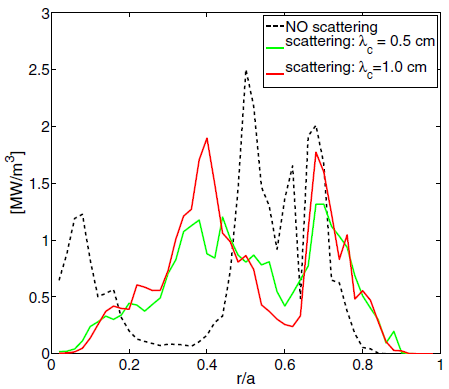 3
2.5
2
1.5
1
0.5
0
0
0.2
0.4
0.6
0.8
1
[MW/m³]
r/a
NO scattering
scattering: λc = 0.5 cm
scattering: λc=1.0 cm